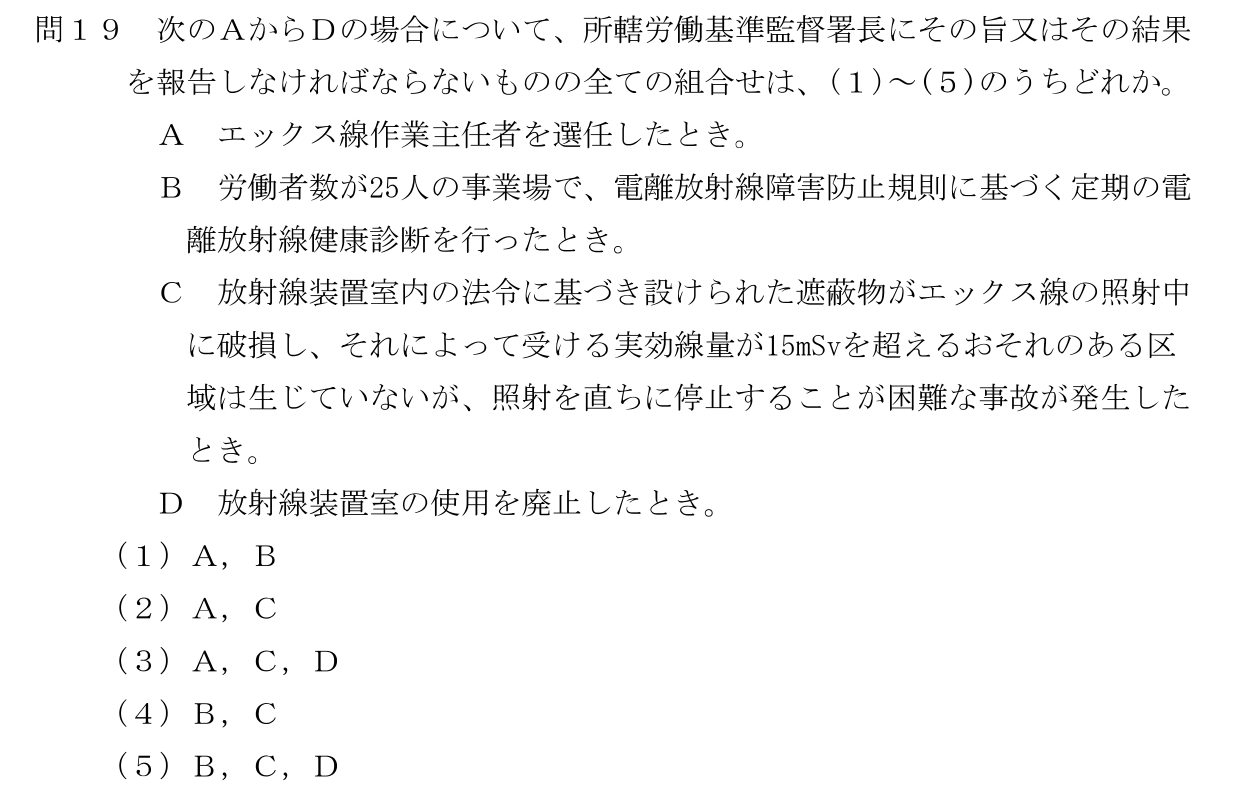 問１９　次のＡからＤの場合について、所轄労働基準監督署長にその旨又はその結果
を報告しなければならないものの全ての組合せは、(１)～(５)のうちどれか。
Ａ　エックス線作業主任者を選任したとき。
Ｂ　労働者数が25人の事業場で、電離放射線障害防止規則に基づく定期の電
離放射線健康診断を行ったとき。
Ｃ　放射線装置室内の法令に基づき設けられた遮蔽物がエックス線の照射中
に破損し、それによって受ける実効線量が15mSvを超えるおそれのある区
域は生じていないが、照射を直ちに停止することが困難な事故が発生した
とき。
Ｄ　放射線装置室の使用を廃止したとき。
（１）Ａ，Ｂ
（２）Ａ，Ｃ
（３）Ａ，Ｃ，Ｄ
（４）Ｂ，Ｃ
（５）Ｂ，Ｃ，Ｄ